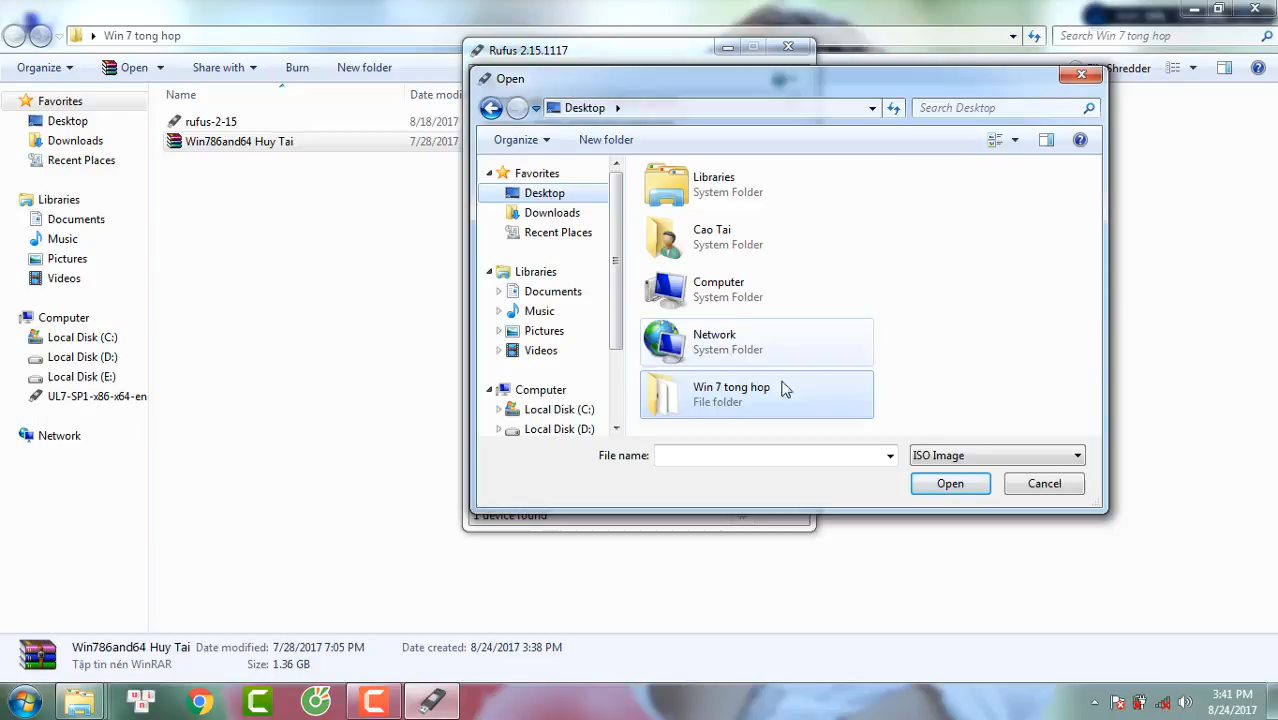 Win 7 tong hop
Search Win 7 tong hop
Organize
Open
Share with
Burn
New folder
Shredder
Favorites
Desktop
Downloads
Recent Places
Libraries
Documents
Music
Pictures
Videos
Computer
Local Disk (C:)
Local Disk (D:)
Local Disk (E:)
UL7-SP1-x86-x64-en
Network
Name
Date modi
rufus-2-15
8/18/2017
Win786and64 Huy Tai
7/28/2017
Rufus 2.15.1117
Open
Desktop
Search Desktop
Organize
New folder
Favorites
Desktop
Downloads
Recent Places
Libraries
Documents
Music
Pictures
Videos
Computer
Local Disk (C:)
Local Disk (D:)
Libraries
System Folder
Cao Tai
System Folder
Computer
System Folder
Network
System Folder
Win 7 tong hop
File folder
File name:
ISO Image
Open
Cancel
1 device found
Win786and64 Huy Tai
Date modified: 7/28/2017 7:05 PM
Date created: 8/24/2017 3:38 PM
Tập tin nén WinRAR
Size: 1.36 GB
3:41 PM
8/24/2017